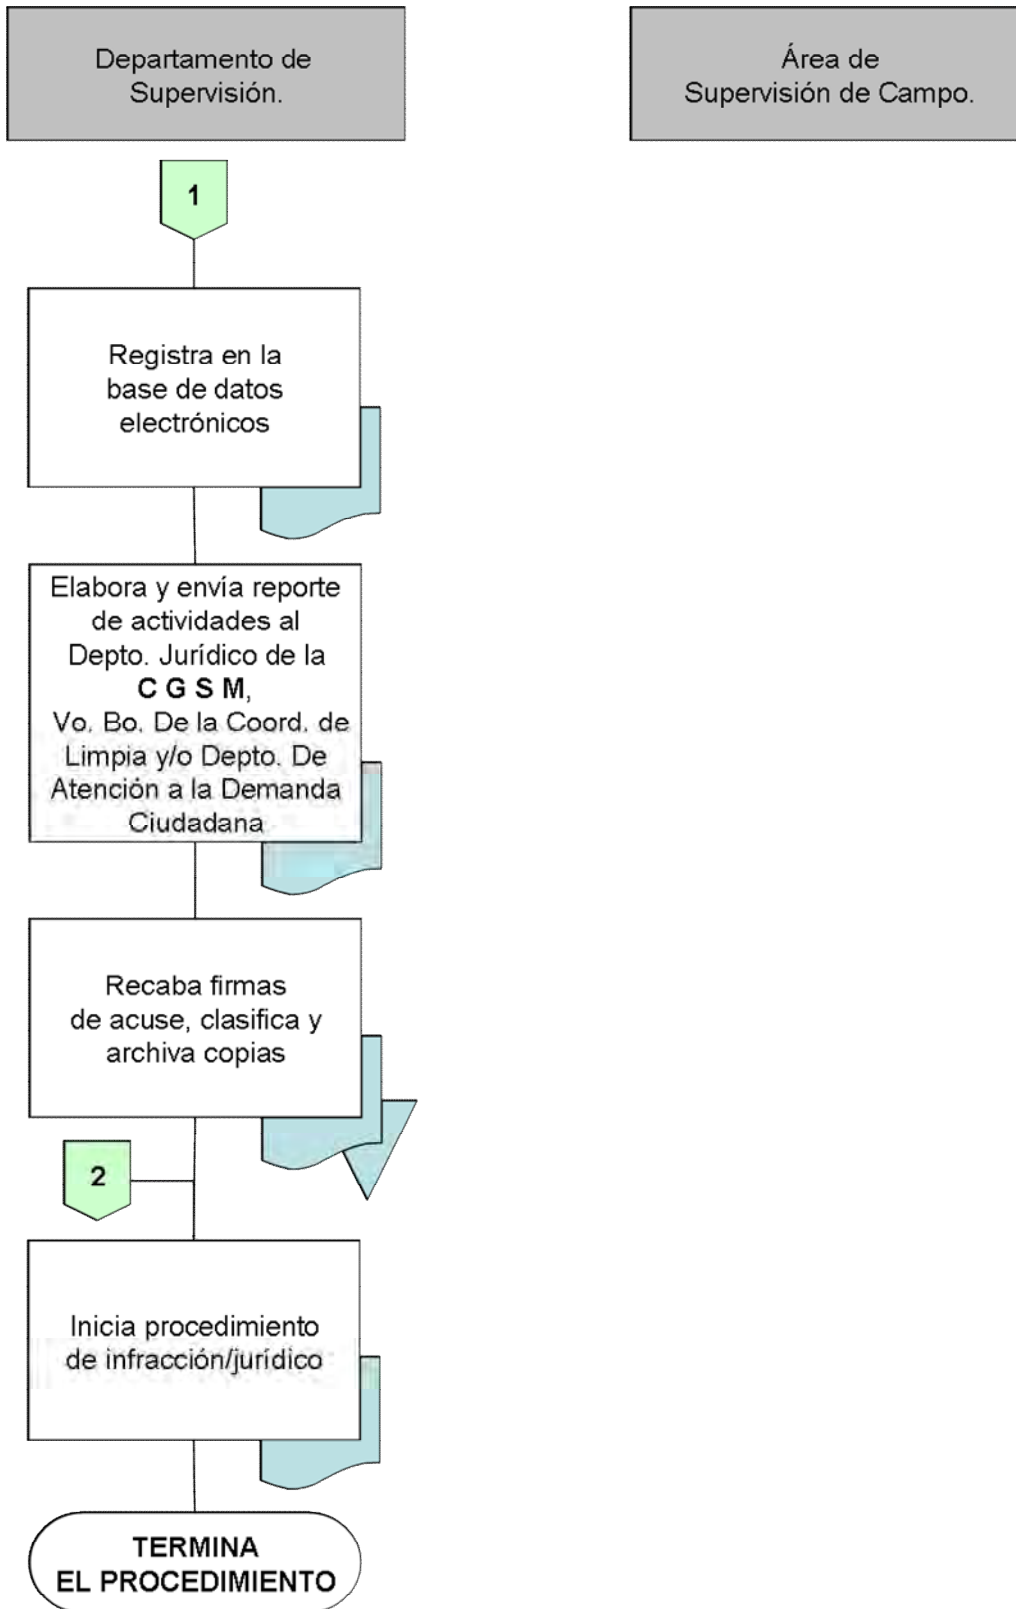 Departamento de
Supervisión.
Área de
Supervisión de Campo.
1
Registra en la
base de datos
electrónicos
Elabora y envía reporte
de actividades al
Depto. Jurídico de la
C G S M,
Vo. Bo. De la Coord. de
Limpia y/o Depto. De
Atención a la Demanda
Ciudadana
Recaba firmas
de acuse, clasifica y
archiva copias
2
Inicia procedimiento
de infracción/jurídico
TERMINA
EL PROCEDIMIENTO